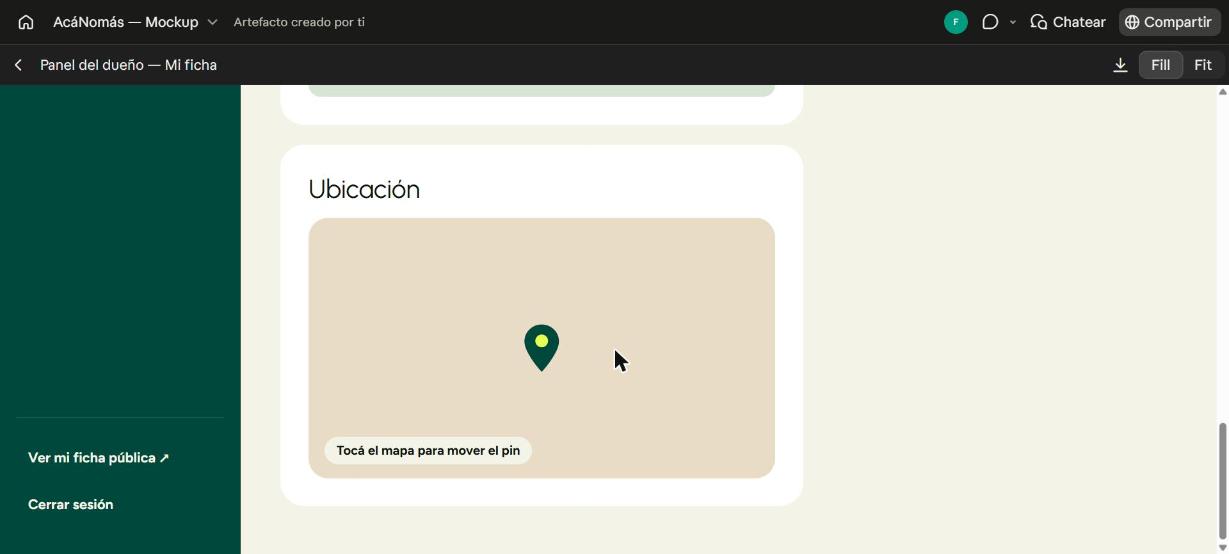 AcáNomás — Mockup
Artefacto creado por ti
F
Chatear
Compartir
Panel del dueño — Mi ficha
Fill
Fit
Ubicación
Tocá el mapa para mover el pin
Ver mi ficha pública ↗
Cerrar sesión